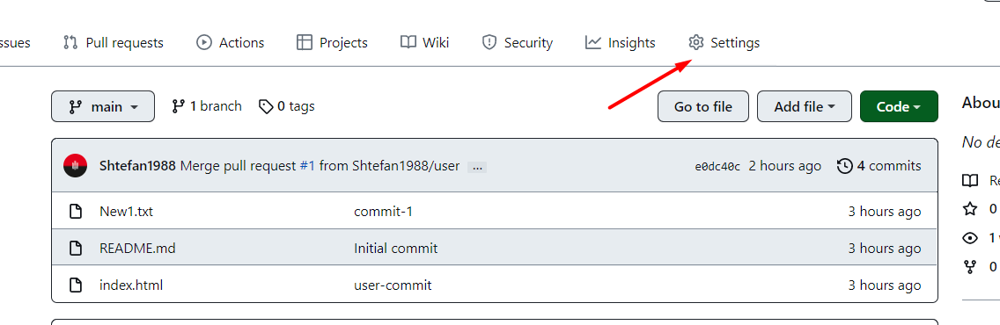 ssues Pull requests Actions Projects Wiki Security Insights Settings
main 1 branch 0 tags Go to file Add file Code
Abou
Shtefan1988 Merge pull request #1 from Shtefan1988/user ... e0dc40c 2 hours ago 4 commits
No de
New1.txt commit-1 3 hours ago
Re
0
README.md Initial commit 3 hours ago
1
index.html user-commit 3 hours ago
0